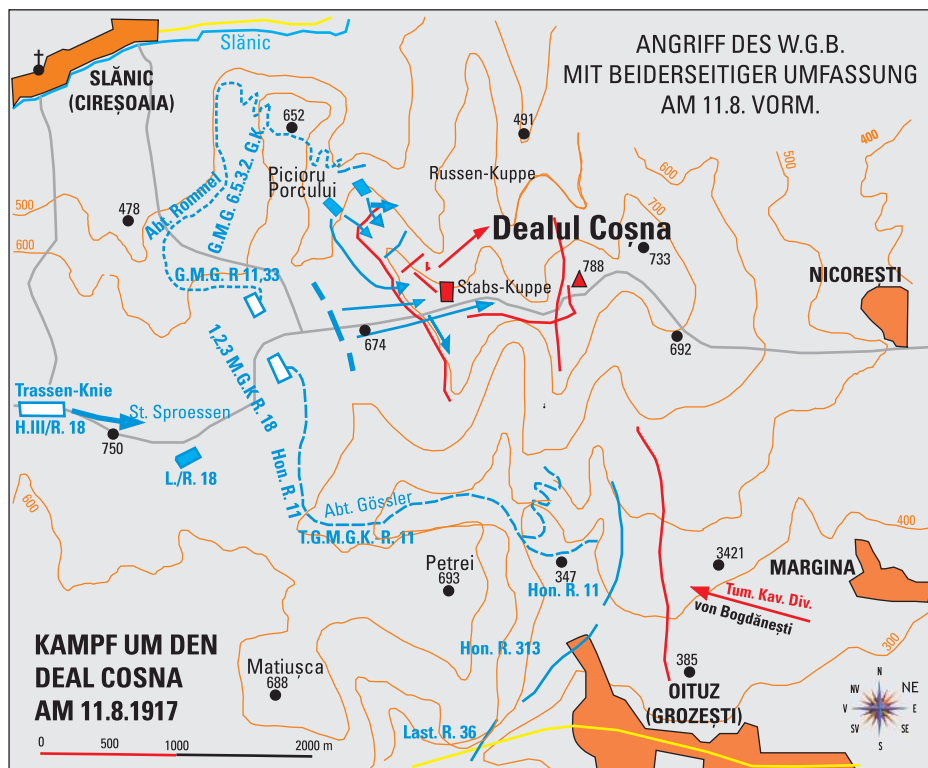 ANGRIFF DES W.G.B.
MIT BEIDERSEITIGER UMFASSUNG
AM 11.8. VORM.
Slănic
SLĂNIC
(CIREȘOAIA)
652
491
400
400
500
600
Picioru
Porcului
Russen-Kuppe
G.M.G. 6.5.3.2. G.K.
Abt. Rommel
478
500
600
700
Dealul Coșna
733
788
Stabs-Kuppe
NICOREȘTI
G.M.G. R 11,33
674
692
1,2,3 M.G.K R. 18
Trassen-Knie
H.III/R. 18
St. Sproessen
750
L./R. 18
Hon. R. 11
600
Abt. Gössler
T.G.M.G.K.- R. 11
400
Petrei
693
347
Hon. R. 11
3421
MARGINA
Tum. Kav. Div.
von Bogdănești
300
KAMPF UM DEN
DEAL COSNA
AM 11.8.1917
Matiușca
688
Hon. R. 313
385
OITUZ
(GROZEȘTI)
Last. R. 36
N
NV
NE
V
E
SV
SE
S
0
500
1000
2000 m